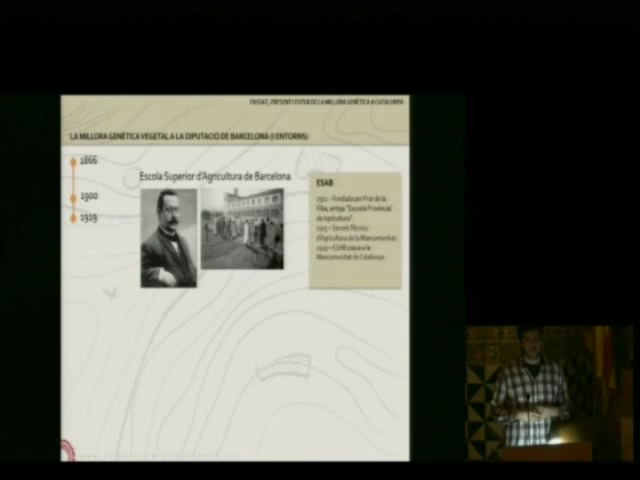 PASSAT, PRESENT I FUTUR DE LA MILLORA GENÈTICA A CATALUNYA
LA MILLORA GENÈTICA VEGETAL A LA DIPUTACIÓ DE BARCELONA (I ENTORNS)
1866
1900
1919
Escola Superior d'Agricultura de Barcelona
ESAB
Fundada per Prat de la
Riba, antiga "Escuela Provincial
de Agricultura".
Serveis Tècnics
d'Agricultura de la Mancomunitat.
1919 – ESAB passa a la
Mancomunitat de Catalunya.